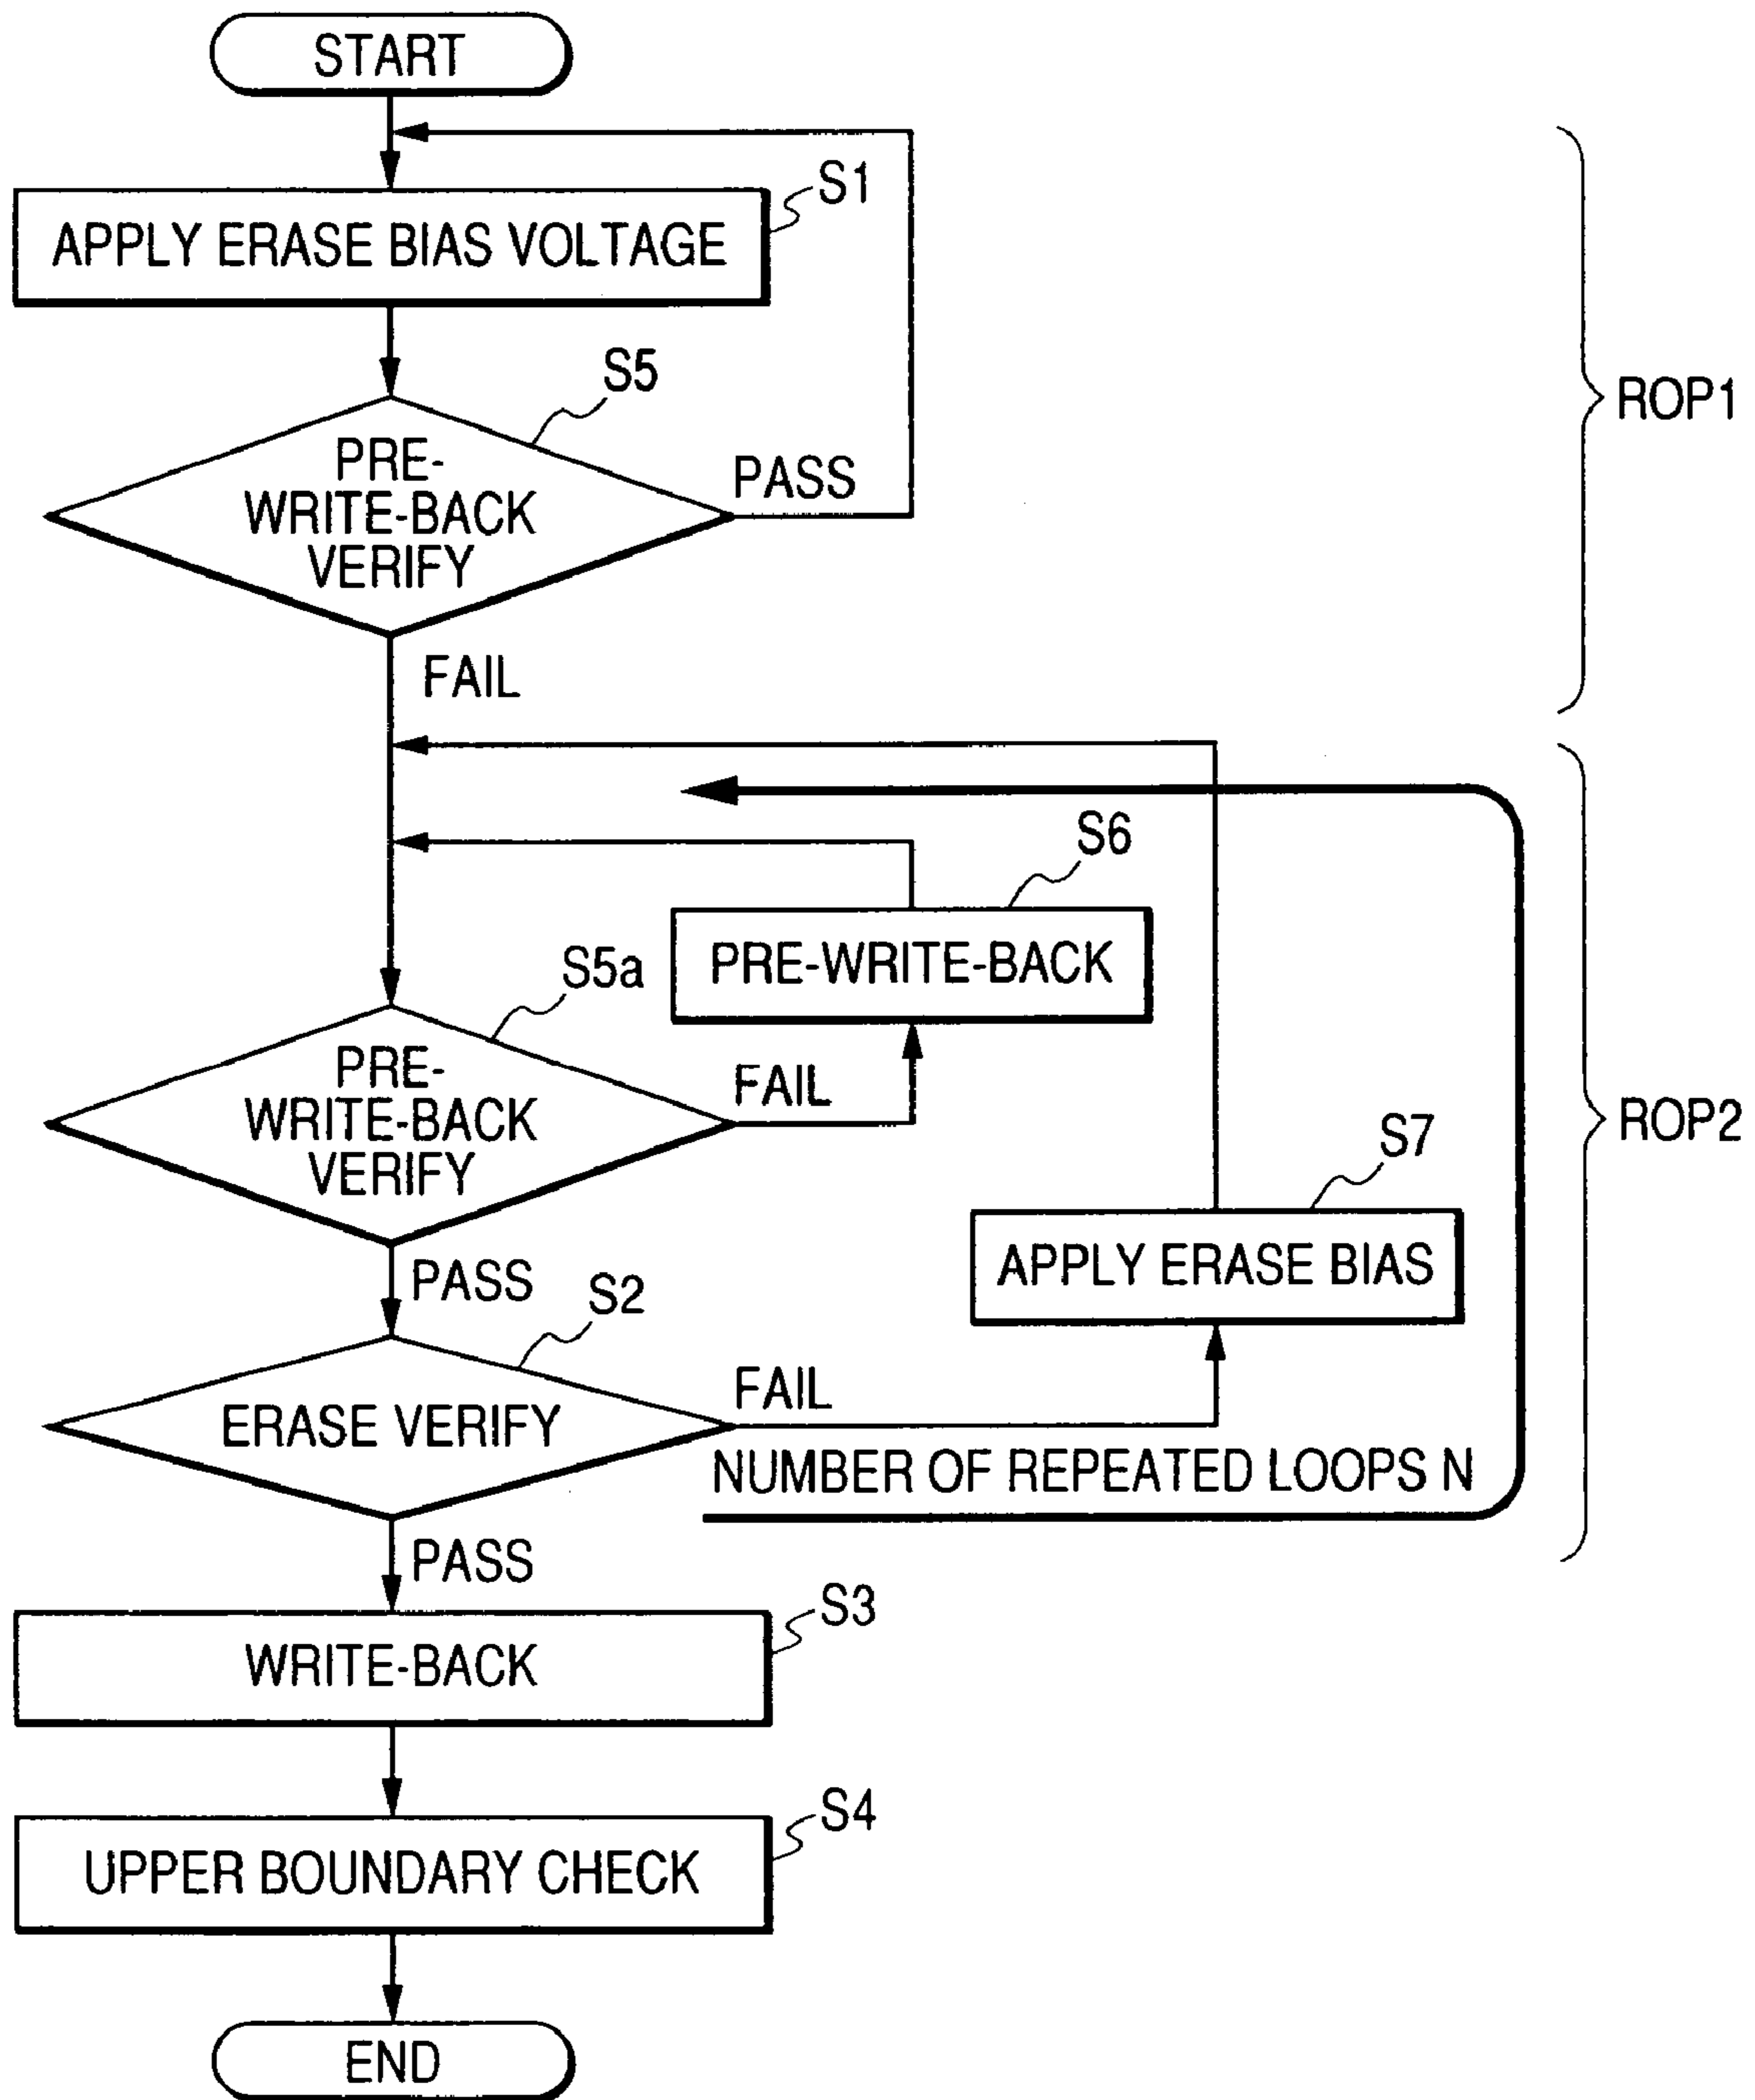 START
S1
APPLY ERASE BIAS VOLTAGE
S5
ROP1
PRE-
WRITE-BACK
VERIFY
PASS
FAIL
S6
PRE-WRITE-BACK
S5a
PRE-
WRITE-BACK
VERIFY
FAIL
ROP2
S7
APPLY ERASE BIAS
PASS
S2
ERASE VERIFY
FAIL
NUMBER OF REPEATED LOOPS N
PASS
S3
WRITE-BACK
S4
UPPER BOUNDARY CHECK
END